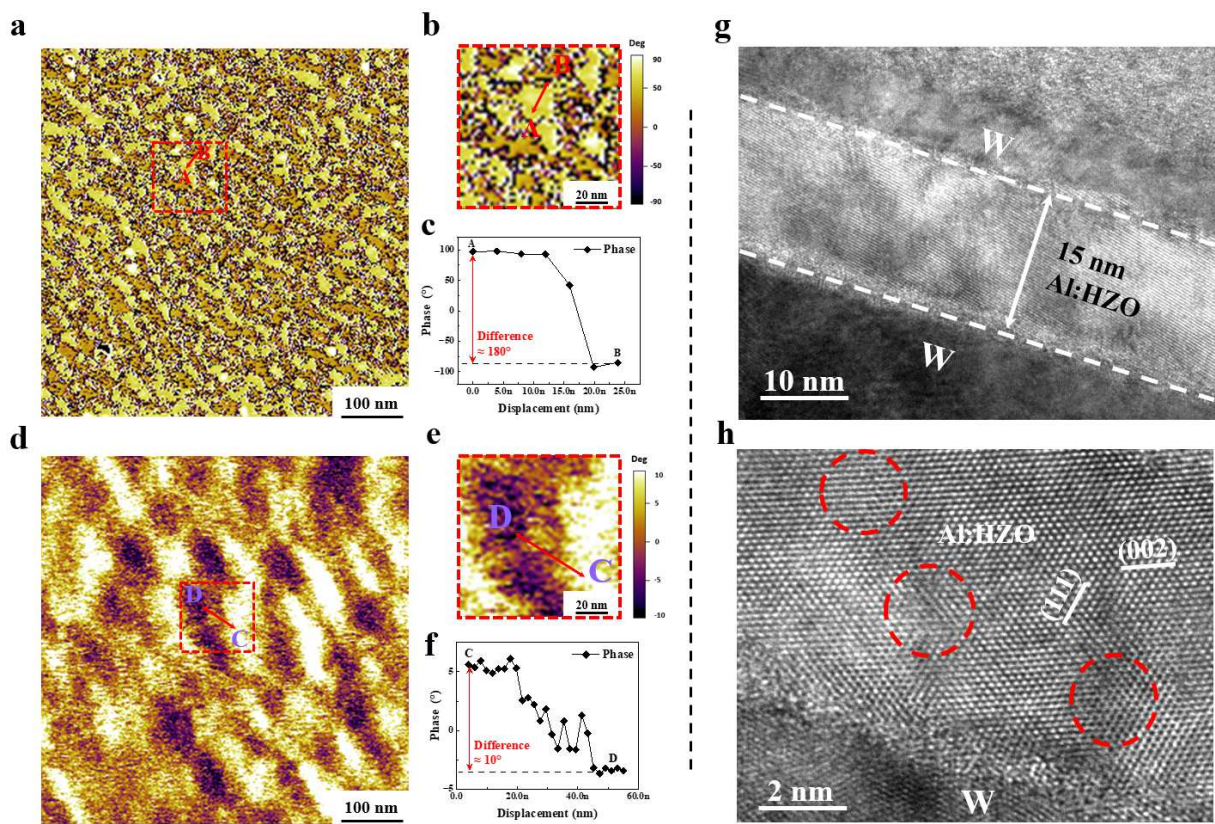 a
B
A
100 nm
b
Deg
B
A
90
50
0
-50
-90
20 nm
c
A
Phase
100
50
0
−50
−100
Phase (°)
Difference
≈ 180°
B
0.0
5.0n
10.0n
15.0n
20.0n
25.0n
Displacement (nm)
d
D
C
100 nm
e
Deg
D
C
10
5
0
-5
-10
20 nm
f
C
Phase
5
0
−5
Phase (°)
Difference
≈ 10°
D
0.0
20.0n
40.0n
60.0n
Displacement (nm)
g
W
15 nm
Al:HZO
W
10 nm
h
Al:HZO
(002)
(111)
2 nm
W